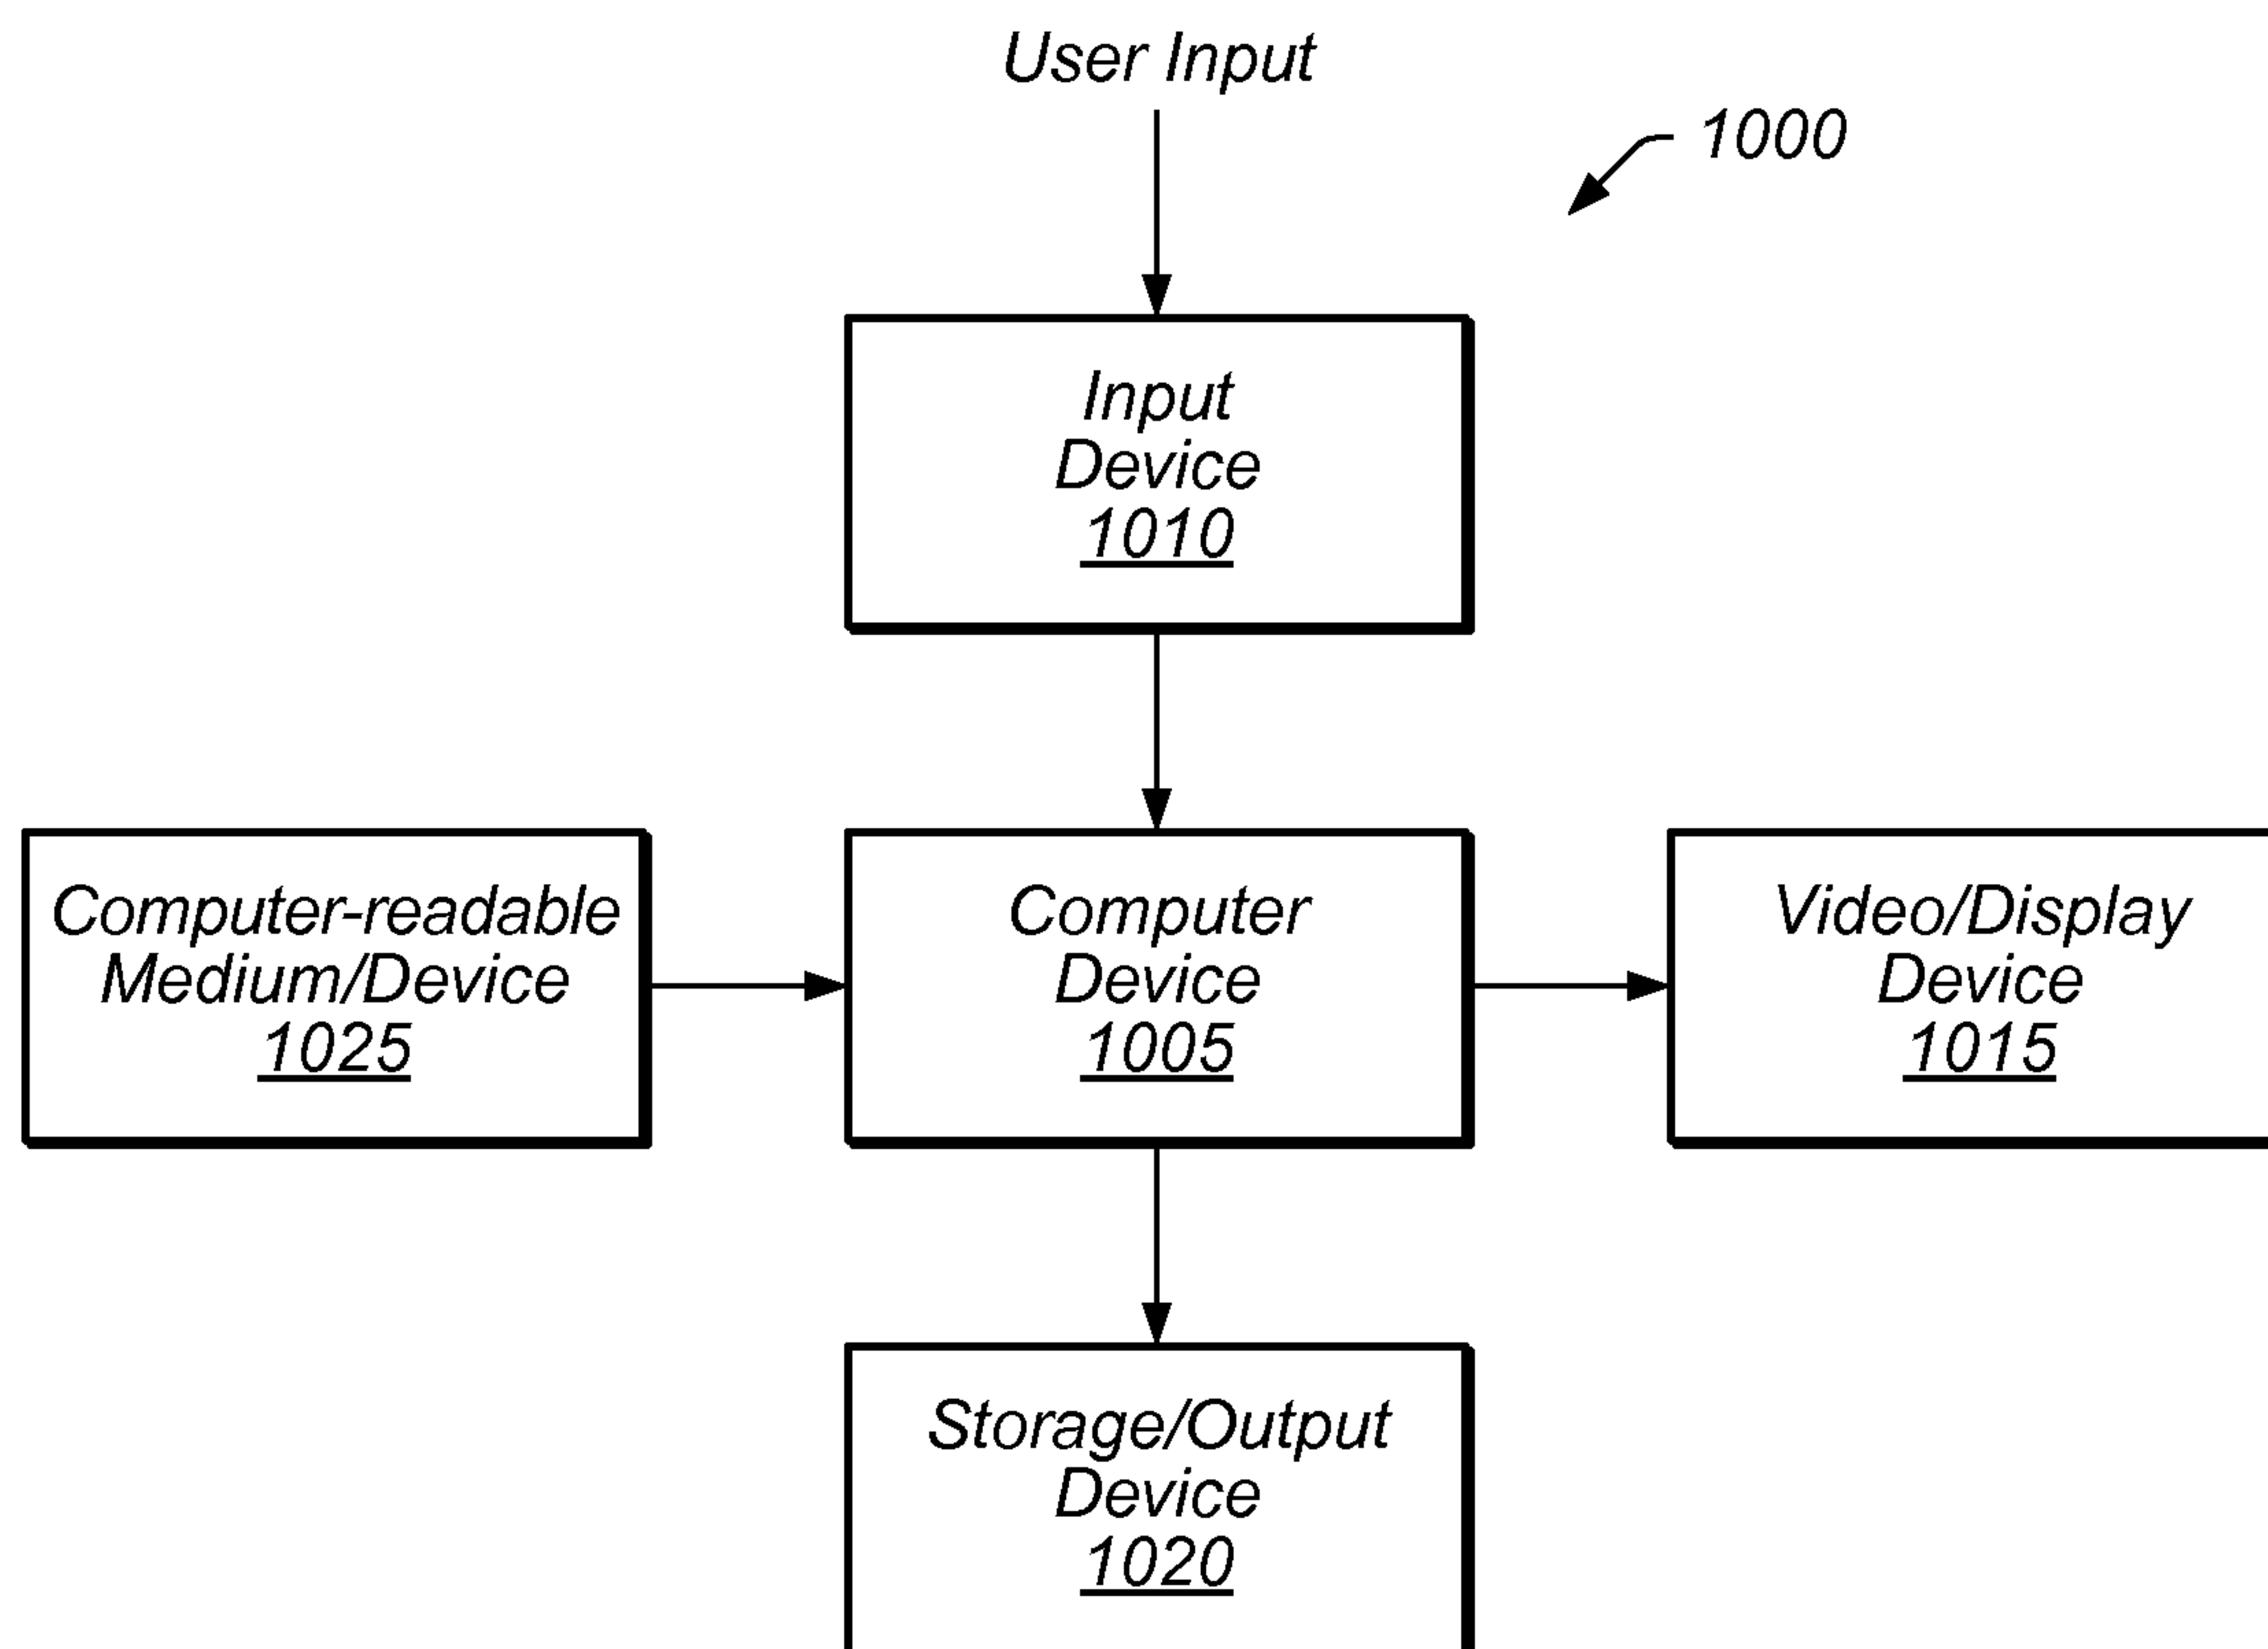 User Input
1000
Input
Device
1010
Computer-readable
Medium/Device
1025
Computer
Device
1005
Video/Display
Device
1015
Storage/Output
Device
1020